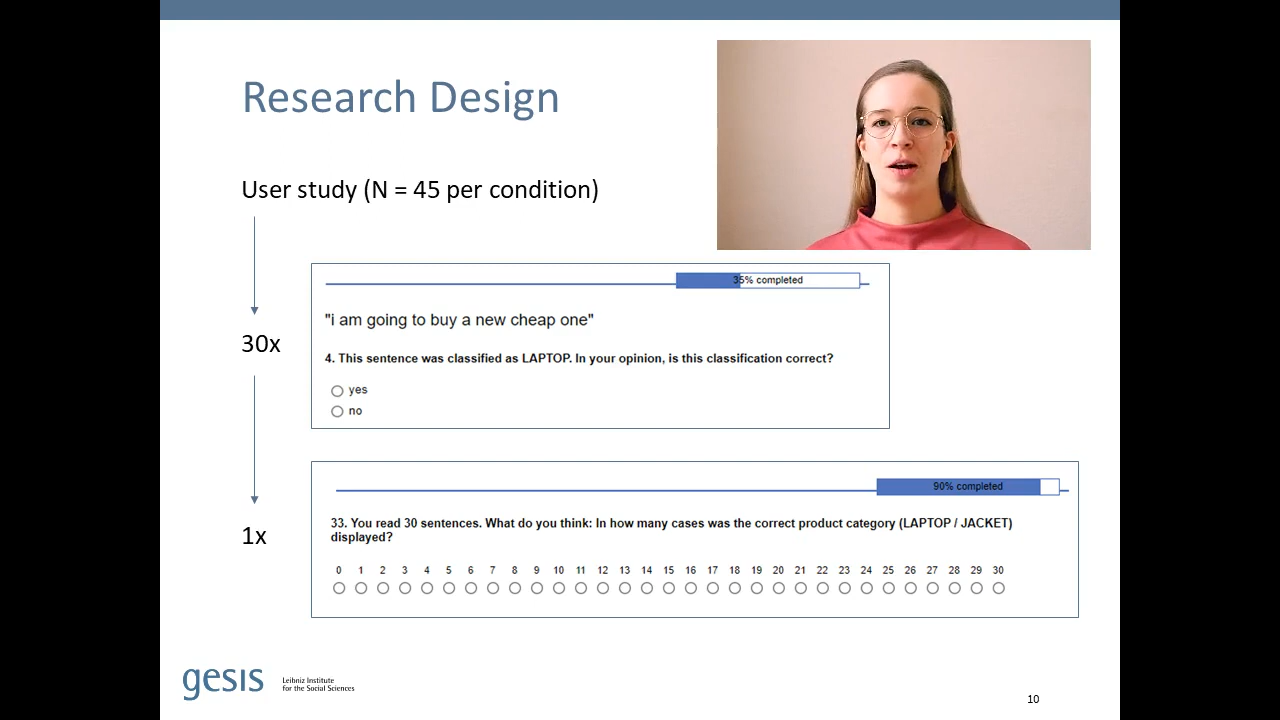 Research Design
User study (N = 45 per condition)
35% completed
"i am going to buy a new cheap one"
30x
4. This sentence was classified as LAPTOP. In your opinion, is this classification correct?
yes
no
90% completed
33. You read 30 sentences. What do you think: In how many cases was the correct product category (LAPTOP / JACKET)
displayed?
1x
0 1 2 3 4 5 6 7 8 9 10 11 12 13 14 15 16 17 18 19 20 21 22 23 24 25 26 27 28 29 30
gesis
Leibniz Institute
for the Social Sciences
10